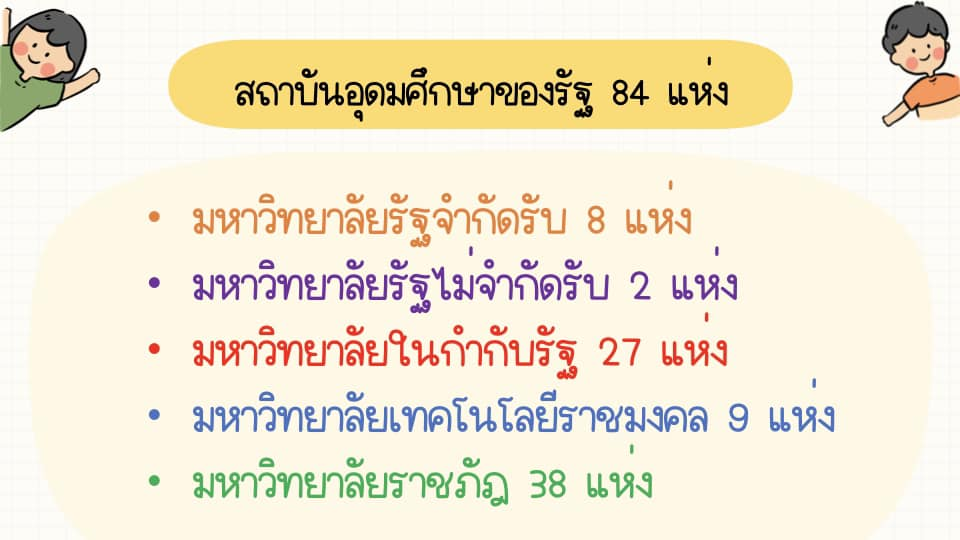 สถาบันอุดมศึกษาของรัฐ 84 แห่ง
• มหาวิทยาลัยรัฐจำกัดรับ 8 แห่ง
• มหาวิทยาลัยรัฐไม่จำกัดรับ 2 แห่ง
• มหาวิทยาลัยในกำกับรัฐ 27 แห่ง
• มหาวิทยาลัยเทคโนโลยีราชมงคล 9 แห่ง
• มหาวิทยาลัยราชภัฎ 38 แห่ง